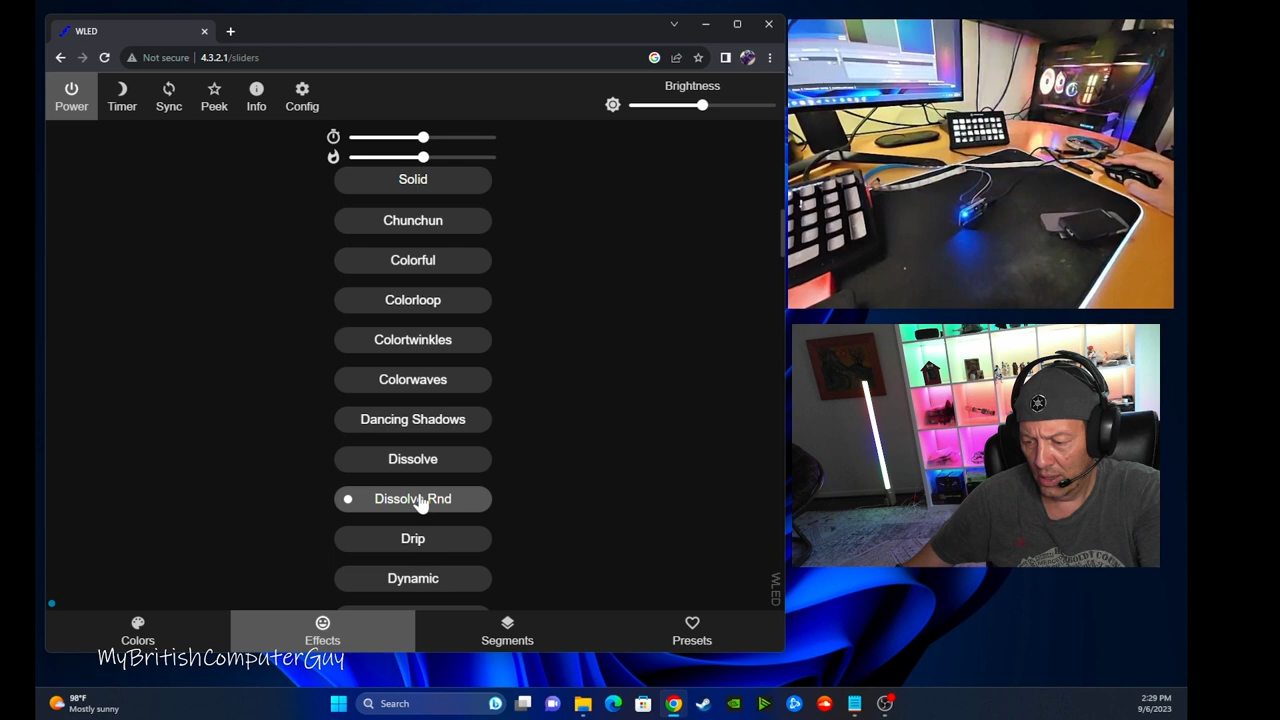 WLED
Not secure
4.3.2.1/sliders
Power
Timer
Sync
Peek
Info
Config
Brightness
Solid
Chunchun
Colorful
Colorloop
Colortwinkles
Colorwaves
Dancing Shadows
Dissolve
Dissolve Rnd
Drip
Dynamic
WLED
Colors
Effects
Segments
Presets
MyBritishComputerGuy
98°F
Mostly sunny
Search
2:29 PM
9/6/2023